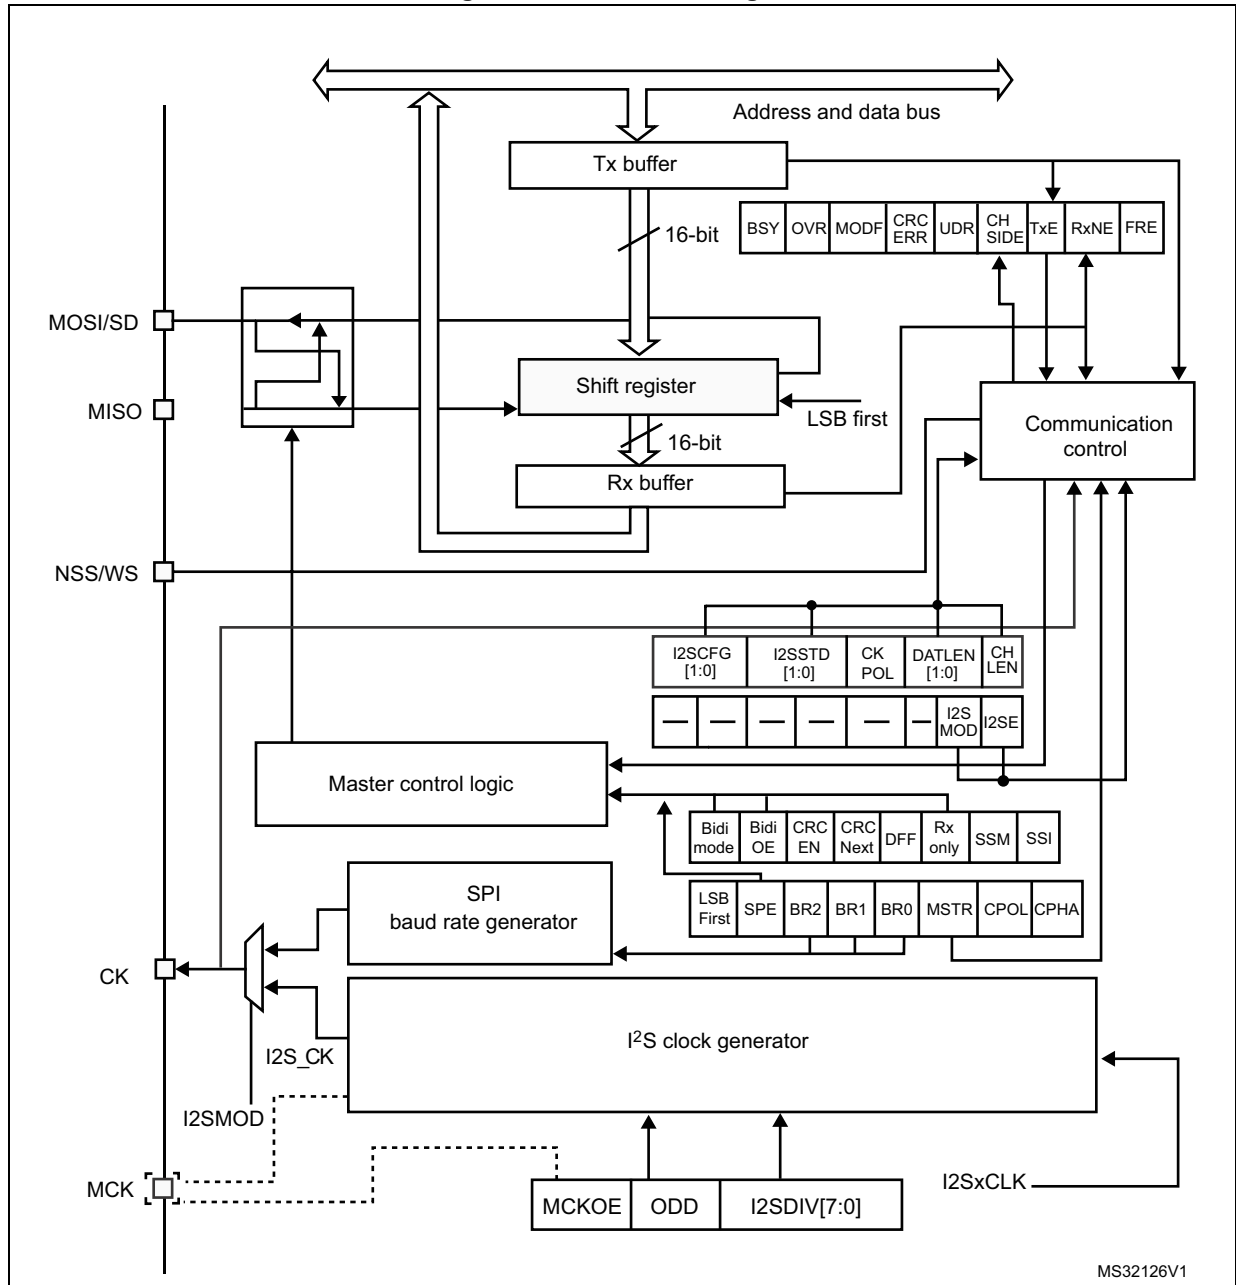 Address and data bus
Tx buffer
16-bit
BSY OVR MODF CRC ERR UDR CH SIDE TxE RxNE FRE
MOSI/SD
Shift register
MISO
LSB first
Communication
control
16-bit
Rx buffer
NSS/WS
I2SCFG [1:0] I2SSTD [1:0] CK POL DATLEN [1:0] CH LEN
— — — — — — I2S MOD I2SE
Master control logic
Bidi mode Bidi OE CRC EN CRC Next DFF Rx only SSM SSI
SPI
baud rate generator
LSB First SPE BR2 BR1 BR0 MSTR CPOL CPHA
CK
I²S clock generator
I2S_CK
I2SMOD
MCK
I2SxCLK
MCKOE ODD I2SDIV[7:0]
MS32126V1